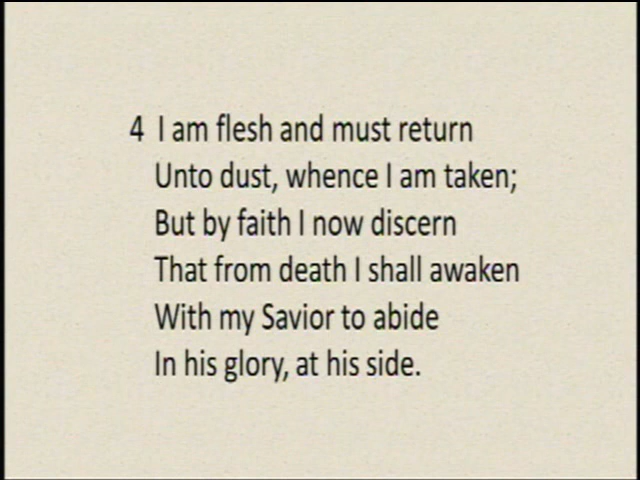 4 I am flesh and must return
Unto dust, whence I am taken;
But by faith I now discern
That from death I shall awaken
With my Savior to abide
In his glory, at his side.